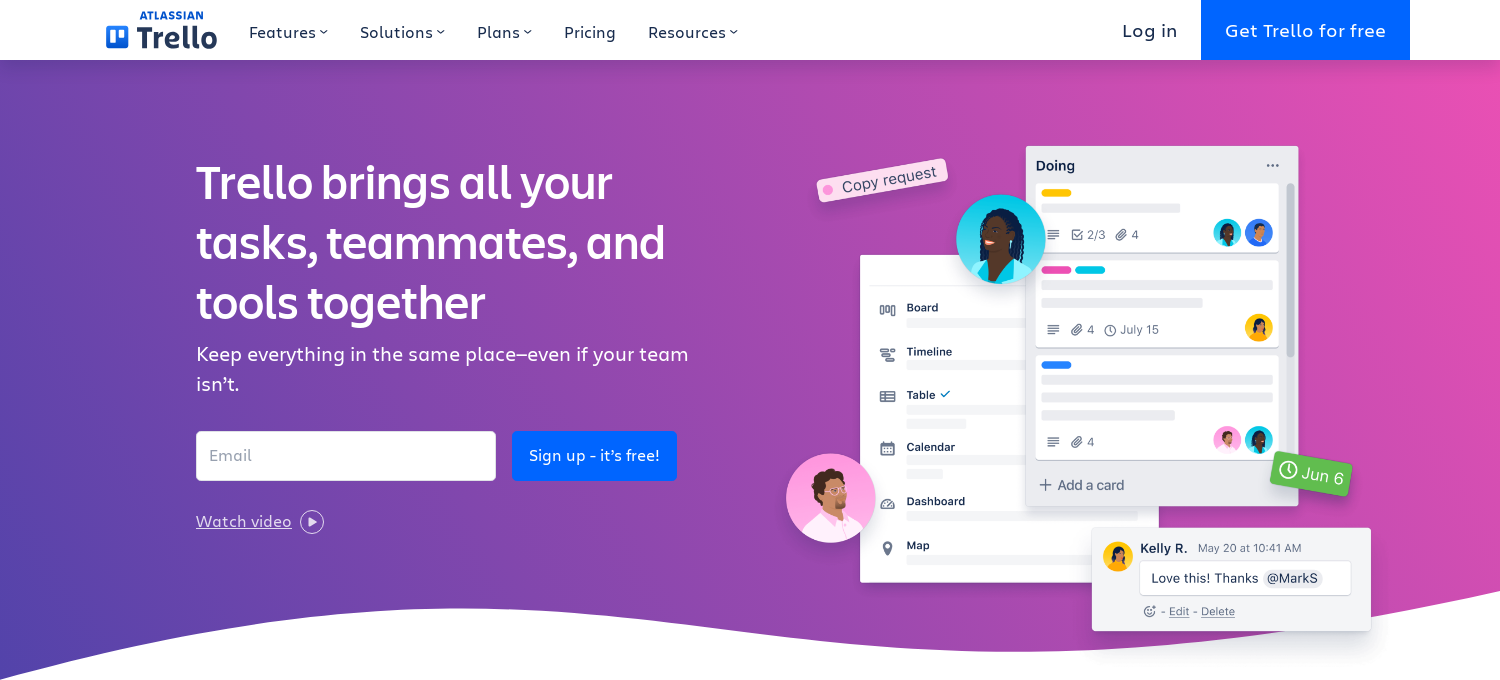 ATLASSIAN
Trello
Features
Solutions
Plans
Pricing
Resources
Log in
Get Trello for free
Trello brings all your
tasks, teammates, and
tools together
Keep everything in the same place—even if your team
isn't.
Email
Sign up - it's free!
Watch video
Copy request
Board
Timeline
Table
Calendar
Dashboard
Map
Doing
2/3 4
4 July 15
4
+ Add a card
Jun 6
Kelly R. May 20 at 10:41 AM
Love this! Thanks @MarkS
- Edit - Delete